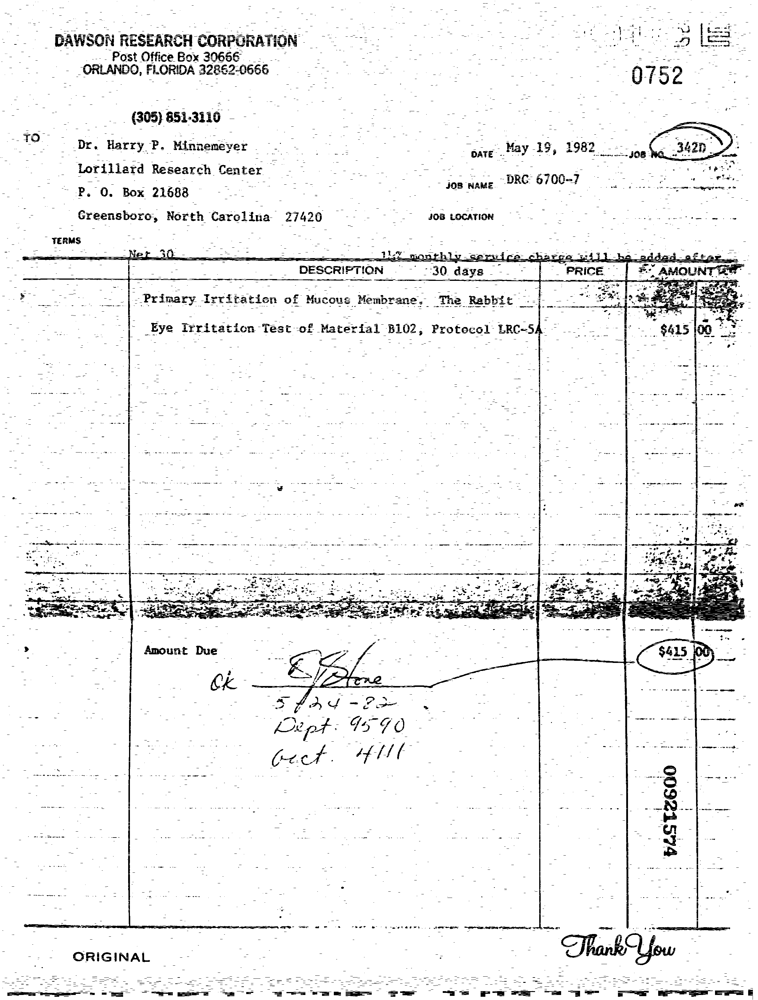 DAWSON RESEARCH CORPORATION
Post Office Box 30666
ORLANDO, FLORIDA 32862-0666
0752
(305) 851-3110
TO
Dr. Harry P. Minnemeyer
Lorillard Research Center
P. O. Box 21688
Greensboro, North Carolina 27420
DATE May 19, 1982 JOB NO. 342D
JOB NAME DRC 6700-7
JOB LOCATION
TERMS
Net 30 monthly service charge will be added after
DESCRIPTION 30 days PRICE AMOUNT
Primary Irritation of Mucous Membrane. The Rabbit
Eye Irritation Test of Material B102, Protocol LRC-5A $415 00
Amount Due $415 00
Ok
5/24-82
Dept. 9590
Acct. 4111
00921574
ORIGINAL
Thank You